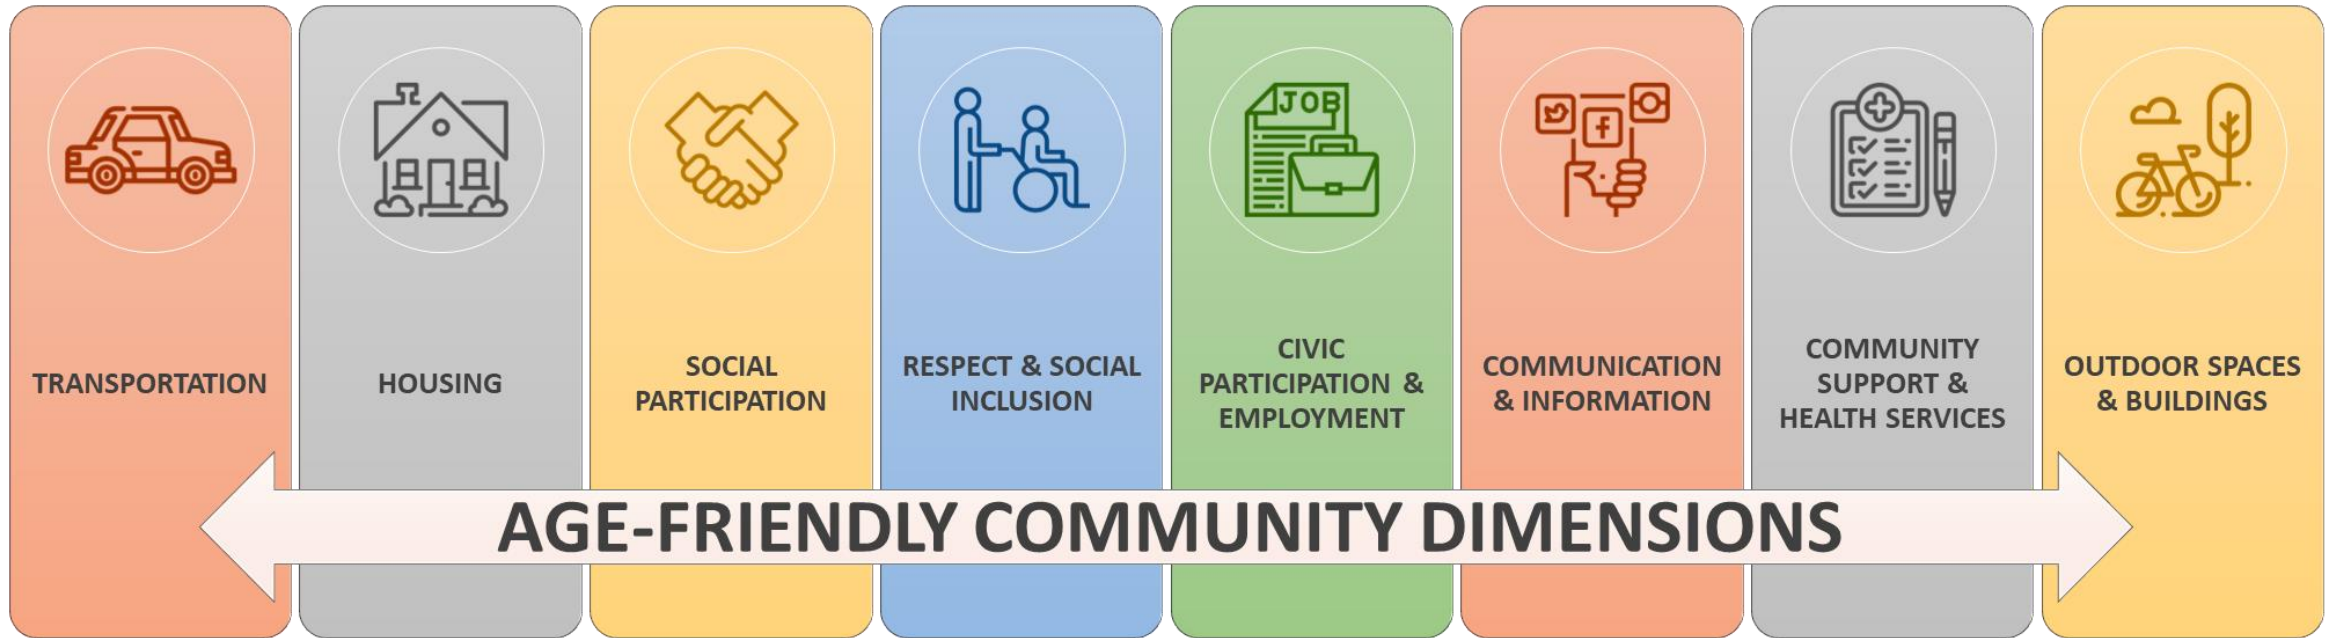 JOB
f
TRANSPORTATION
HOUSING
SOCIAL
PARTICIPATION
RESPECT & SOCIAL
INCLUSION
CIVIC
PARTICIPATION &
EMPLOYMENT
COMMUNICATION
& INFORMATION
COMMUNITY
SUPPORT &
HEALTH SERVICES
OUTDOOR SPACES
& BUILDINGS
AGE-FRIENDLY COMMUNITY DIMENSIONS